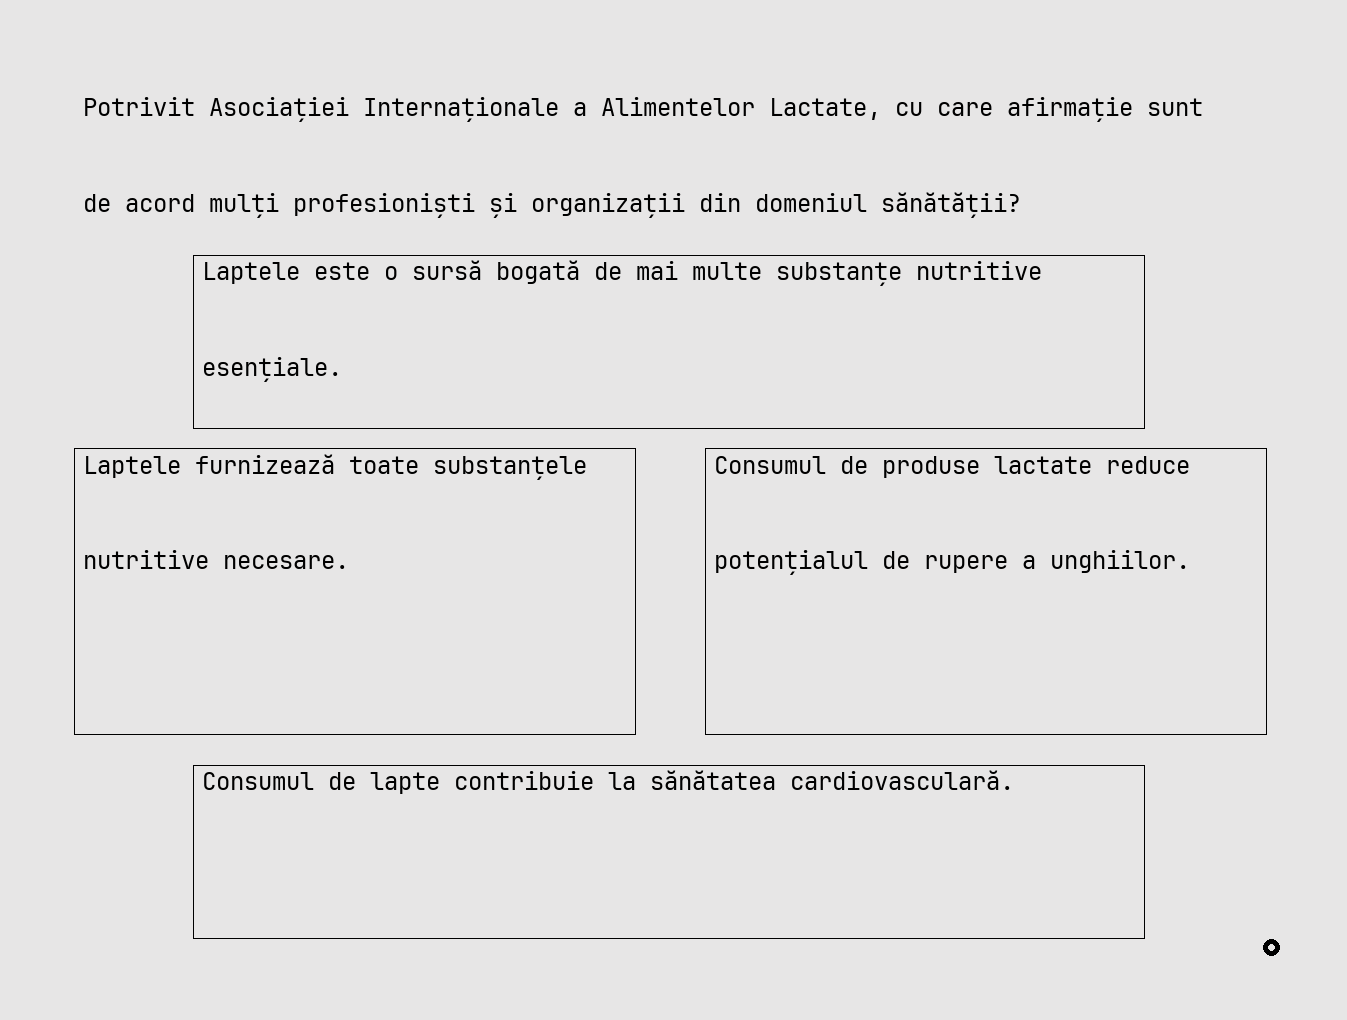 Potrivit Asociației Internaționale a Alimentelor Lactate, cu care afirmație sunt
de acord mulți profesioniști și organizații din domeniul sănătății?
Laptele este o sursă bogată de mai multe substanțe nutritive
esențiale.
Laptele furnizează toate substanțele
nutritive necesare.
Consumul de produse lactate reduce
potențialul de rupere a unghiilor.
Consumul de lapte contribuie la sănătatea cardiovasculară.